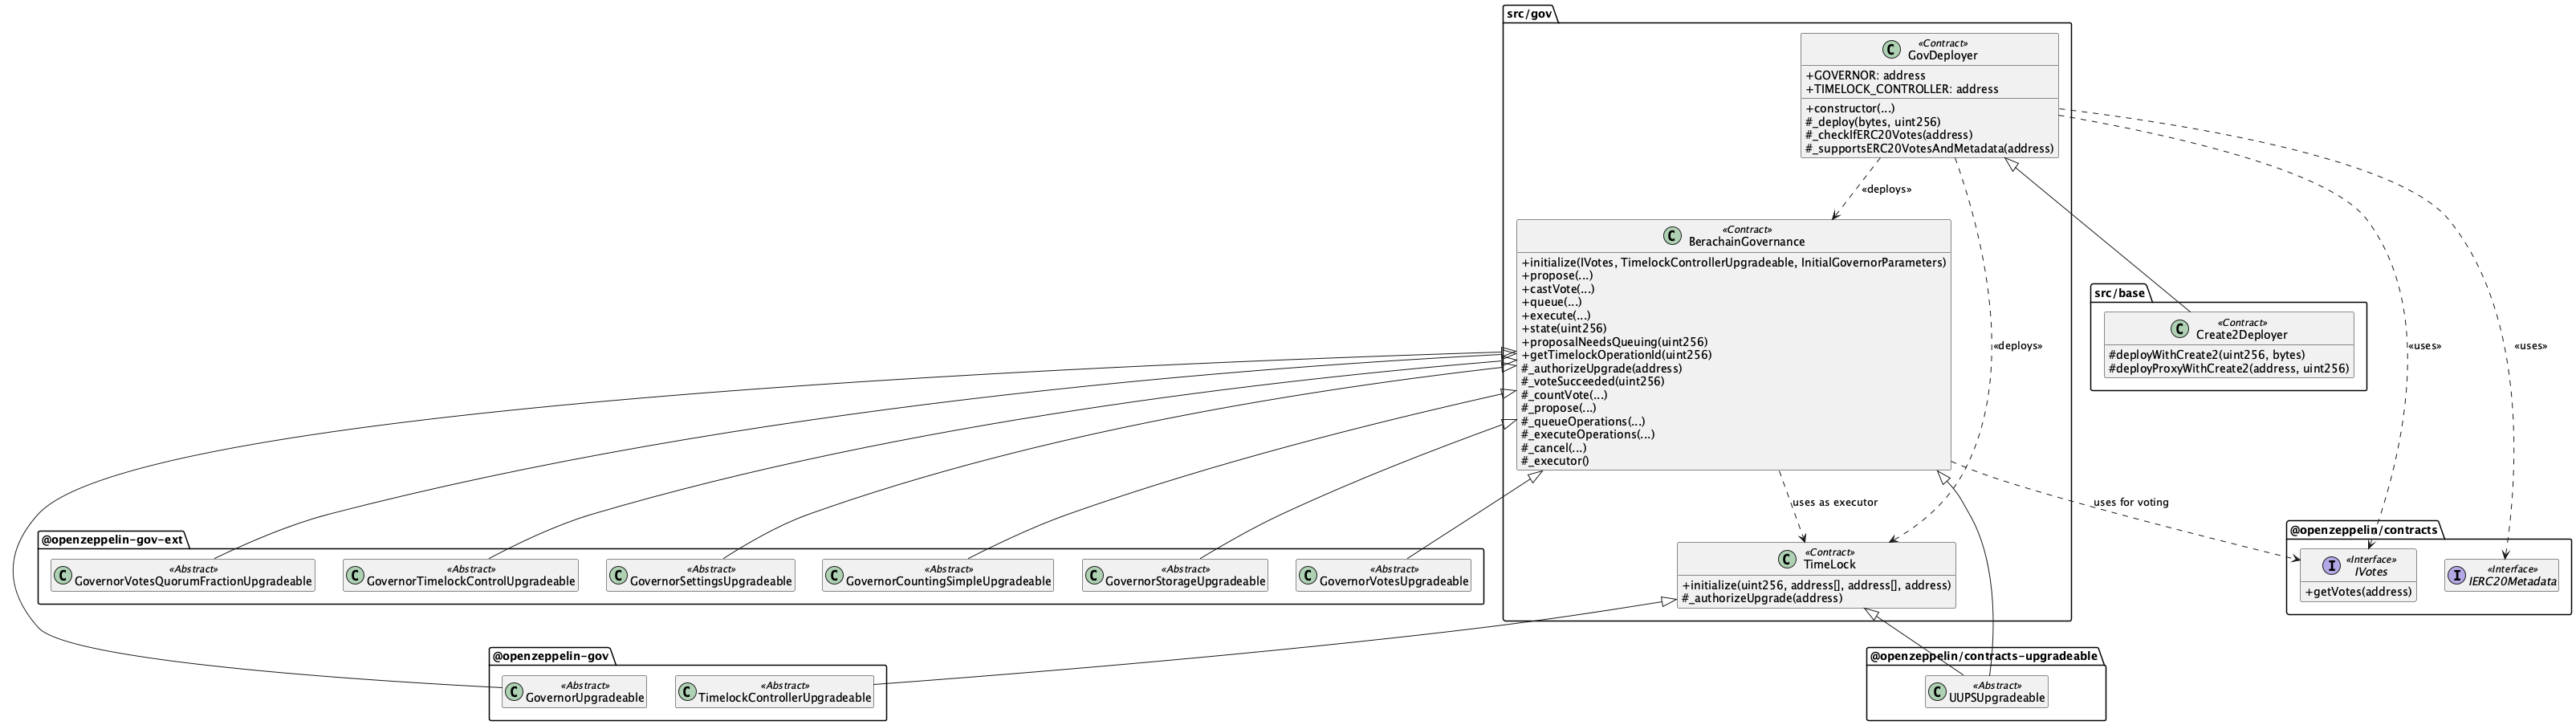 src/gov
«Contract»
GovDeployer
+GOVERNOR: address
+TIMELOCK_CONTROLLER: address
+constructor(...)
#_deploy(bytes, uint256)
#_checkIfERC20Votes(address)
#_supportsERC20VotesAndMetadata(address)
«deploys»
«Contract»
BerachainGovernance
+initialize(IVotes, TimelockControllerUpgradeable, InitialGovernorParameters)
+propose(...)
+castVote(...)
+queue(...)
+execute(...)
+state(uint256)
+proposalNeedsQueuing(uint256)
+getTimelockOperationId(uint256)
#_authorizeUpgrade(address)
#_voteSucceeded(uint256)
#_countVote(...)
#_propose(...)
#_queueOperations(...)
#_executeOperations(...)
#_cancel(...)
#_executor()
«deploys»
src/base
«Contract»
Create2Deployer
#deployWithCreate2(uint256, bytes)
#deployProxyWithCreate2(address, uint256)
«uses»
«uses»
uses as executor
uses for voting
«Contract»
TimeLock
+initialize(uint256, address[], address[], address)
#_authorizeUpgrade(address)
@openzeppelin/contracts
«Interface»
IVotes
+getVotes(address)
«Interface»
IERC20Metadata
@openzeppelin-gov-ext
«Abstract»
GovernorVotesQuorumFractionUpgradeable
«Abstract»
GovernorTimelockControlUpgradeable
«Abstract»
GovernorSettingsUpgradeable
«Abstract»
GovernorCountingSimpleUpgradeable
«Abstract»
GovernorStorageUpgradeable
«Abstract»
GovernorVotesUpgradeable
@openzeppelin-gov
«Abstract»
GovernorUpgradeable
«Abstract»
TimelockControllerUpgradeable
@openzeppelin/contracts-upgradeable
«Abstract»
UUPSUpgradeable